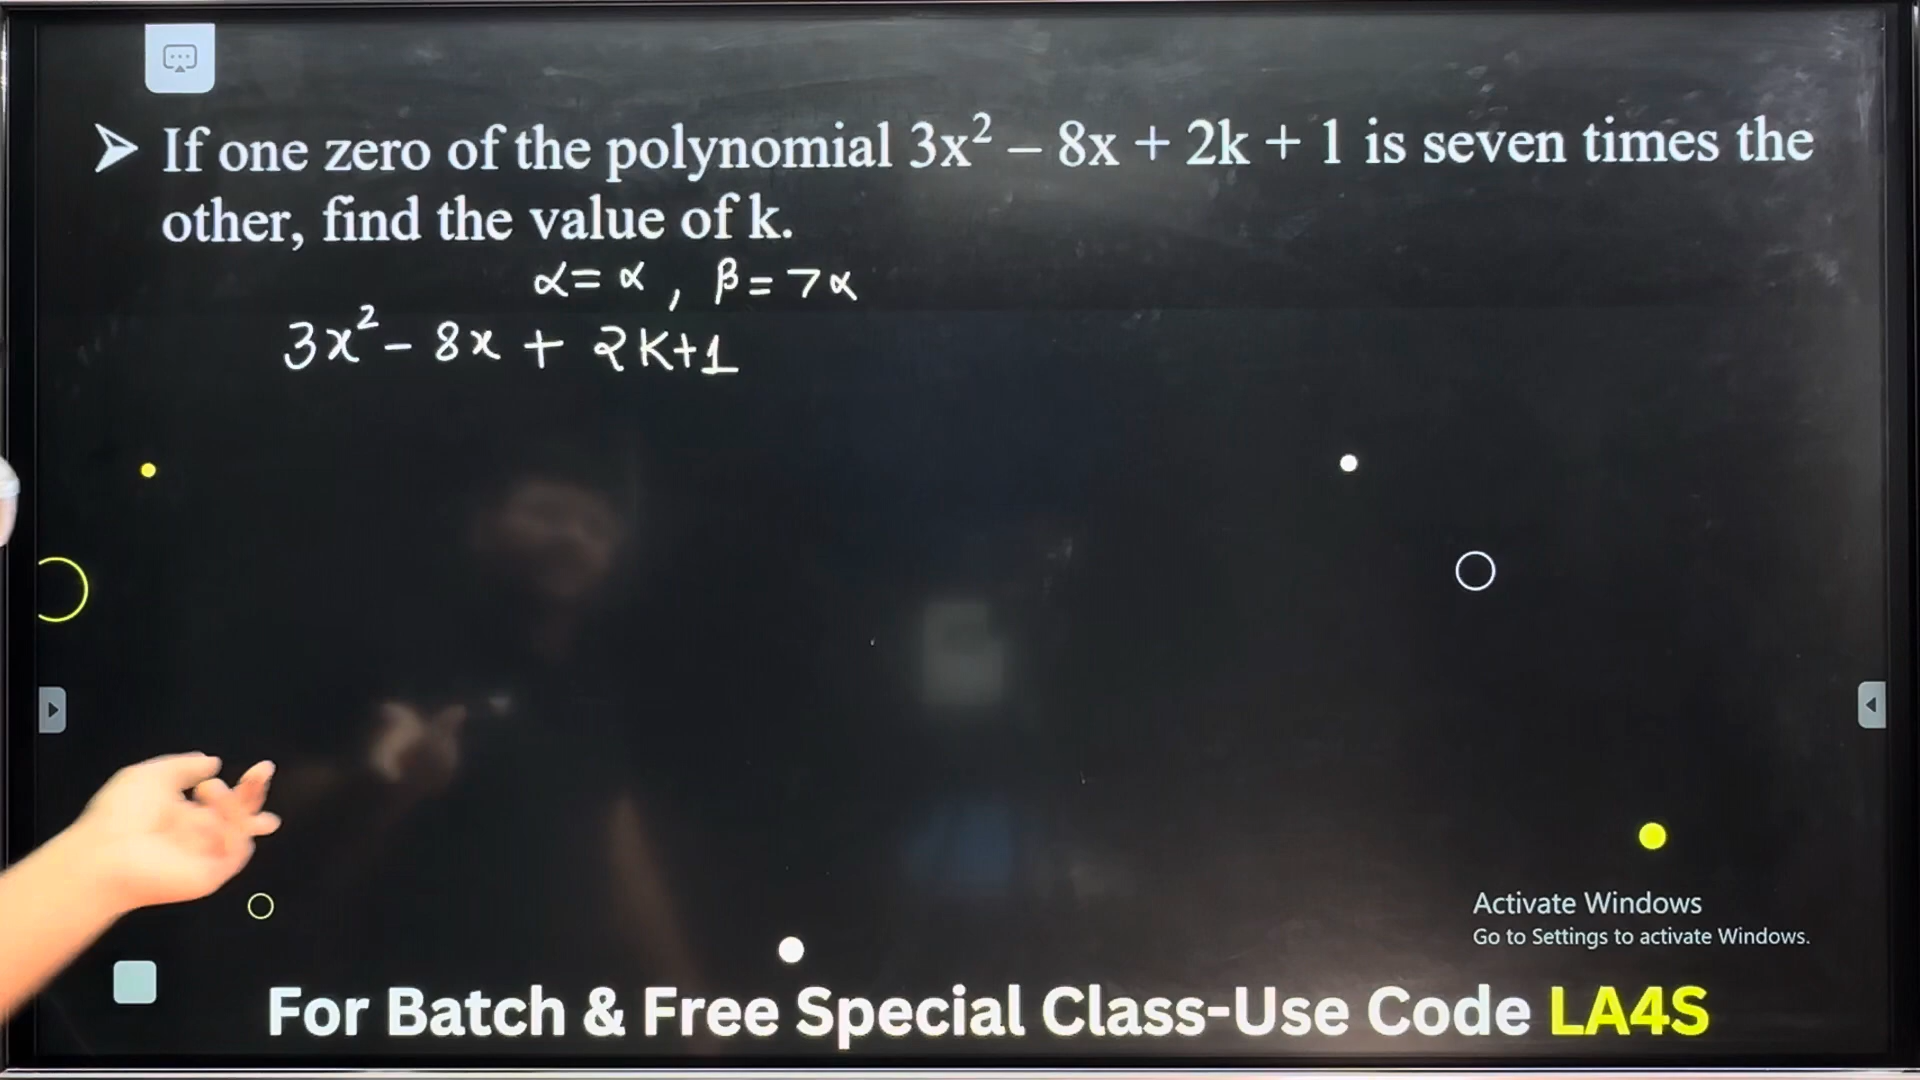 ➢ If one zero of the polynomial 3x² – 8x + 2k + 1 is seven times the
other, find the value of k.
α = α , β = 7α
3x² - 8x + 2K+1
Activate Windows
Go to Settings to activate Windows.
For Batch & Free Special Class-Use Code LA4S